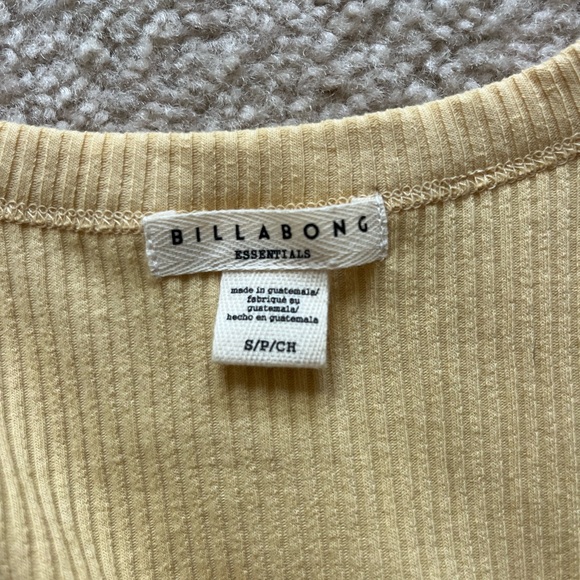 BILLABONG
ESSENTIALS
made in guatemala/
fabriqué au
guatemala/
hecho en guatemala
S/P/CH